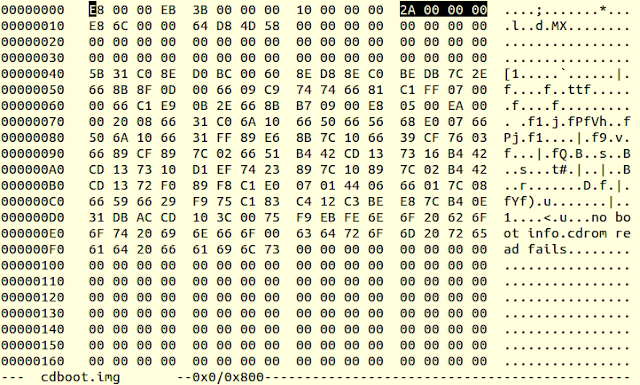 00000000 E8 00 00 EB 3B 00 00 00 10 00 00 00 2A 00 00 00 ....;.......*...
00000010 E8 6C 00 00 64 D8 4D 58 00 00 00 00 00 00 00 00 .l..d.MX........
00000020 00 00 00 00 00 00 00 00 00 00 00 00 00 00 00 00 ................
00000030 00 00 00 00 00 00 00 00 00 00 00 00 00 00 00 00 ................
00000040 5B 31 C0 8E D0 BC 00 60 8E D8 8E C0 BE DB 7C 2E [1.....`......|.
00000050 66 8B 8F 0D 00 66 09 C9 74 74 66 81 C1 FF 07 00 f....f..ttf.....
00000060 00 66 C1 E9 0B 2E 66 8B B7 09 00 E8 05 00 EA 00 .f....f.........
00000070 00 20 08 66 31 C0 6A 10 66 50 66 56 68 E0 07 66 . .f1.j.fPfVh..f
00000080 50 6A 10 66 31 FF 89 E6 8B 7C 10 66 39 CF 76 03 Pj.f1....|.f9.v.
00000090 66 89 CF 89 7C 02 66 51 B4 42 CD 13 73 16 B4 42 f...|.fQ.B..s..B
000000A0 CD 13 73 10 D1 EF 74 23 89 7C 10 89 7C 02 B4 42 ..s...t#.|..|..B
000000B0 CD 13 72 F0 89 F8 C1 E0 07 01 44 06 66 01 7C 08 ..r.......D.f.|.
000000C0 66 59 66 29 F9 75 C1 83 C4 12 C3 BE E8 7C B4 0E fYf).u.......|..
000000D0 31 DB AC CD 10 3C 00 75 F9 EB FE 6E 6F 20 62 6F 1....<.u...no bo
000000E0 6F 74 20 69 6E 66 6F 00 63 64 72 6F 6D 20 72 65 ot info.cdrom re
000000F0 61 64 20 66 61 69 6C 73 00 00 00 00 00 00 00 00 ad fails........
00000100 00 00 00 00 00 00 00 00 00 00 00 00 00 00 00 00 ................
00000110 00 00 00 00 00 00 00 00 00 00 00 00 00 00 00 00 ................
00000120 00 00 00 00 00 00 00 00 00 00 00 00 00 00 00 00 ................
00000130 00 00 00 00 00 00 00 00 00 00 00 00 00 00 00 00 ................
00000140 00 00 00 00 00 00 00 00 00 00 00 00 00 00 00 00 ................
00000150 00 00 00 00 00 00 00 00 00 00 00 00 00 00 00 00 ................
00000160 00 00 00 00 00 00 00 00 00 00 00 00 00 00 00 00 ................
--- cdboot.img --0x0/0x800-----------------------------------------------